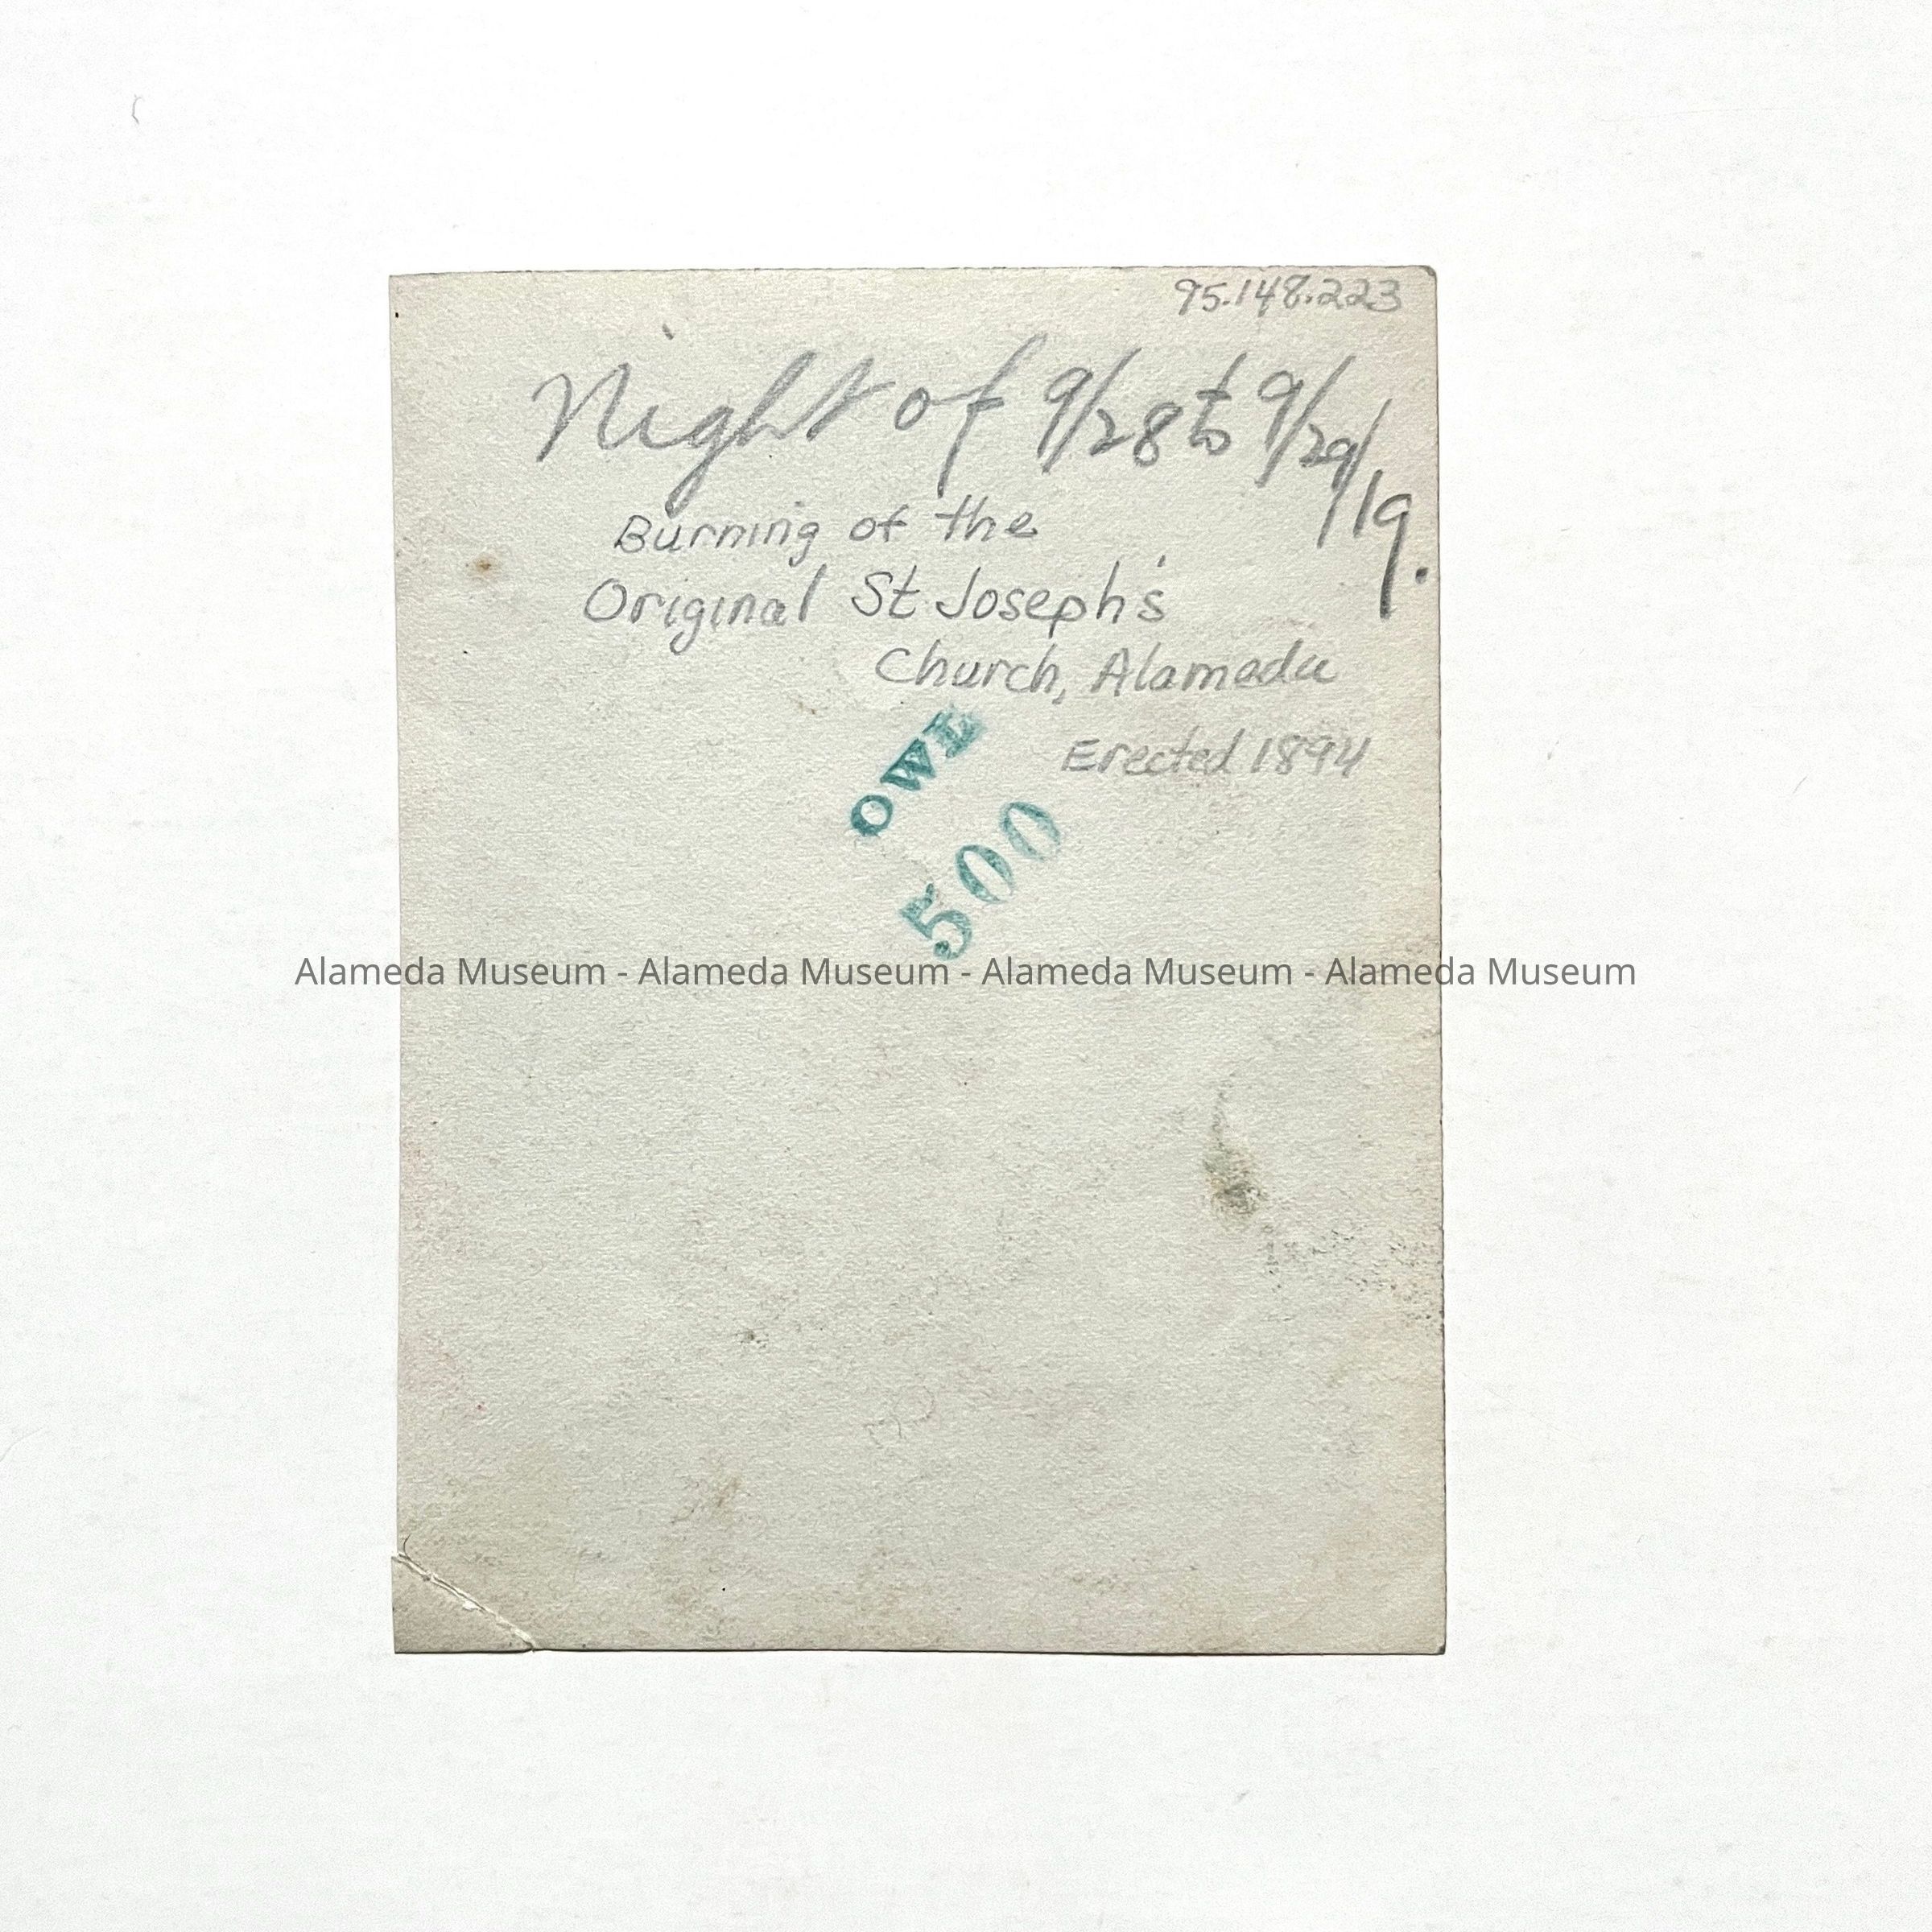 95.148.223
Night of 9/28 to 9/29/19.
Burning of the
Original St Joseph's
Church, Alameda
Erected 1894
OWL
500
Alameda Museum - Alameda Museum - Alameda Museum - Alameda Museum